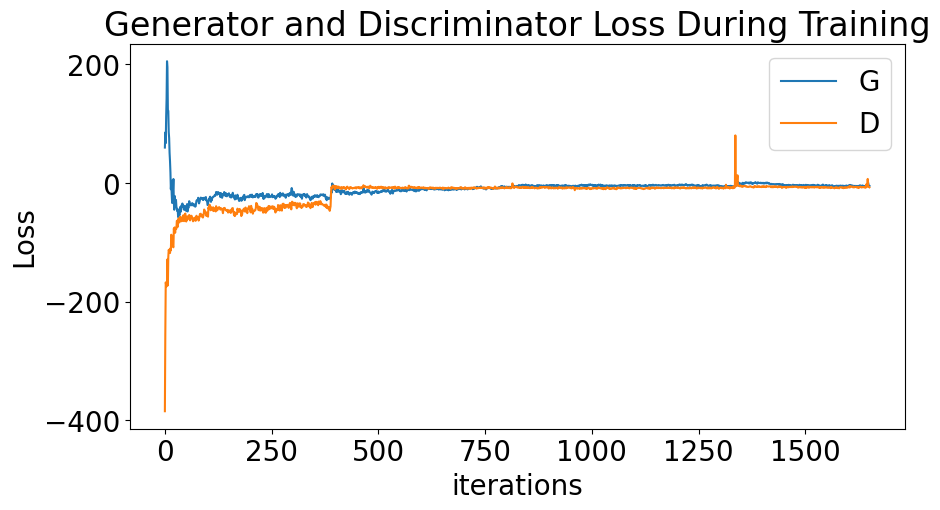 Generator and Discriminator Loss During Training
G
D
200
0
−200
−400
Loss
0 250 500 750 1000 1250 1500
iterations